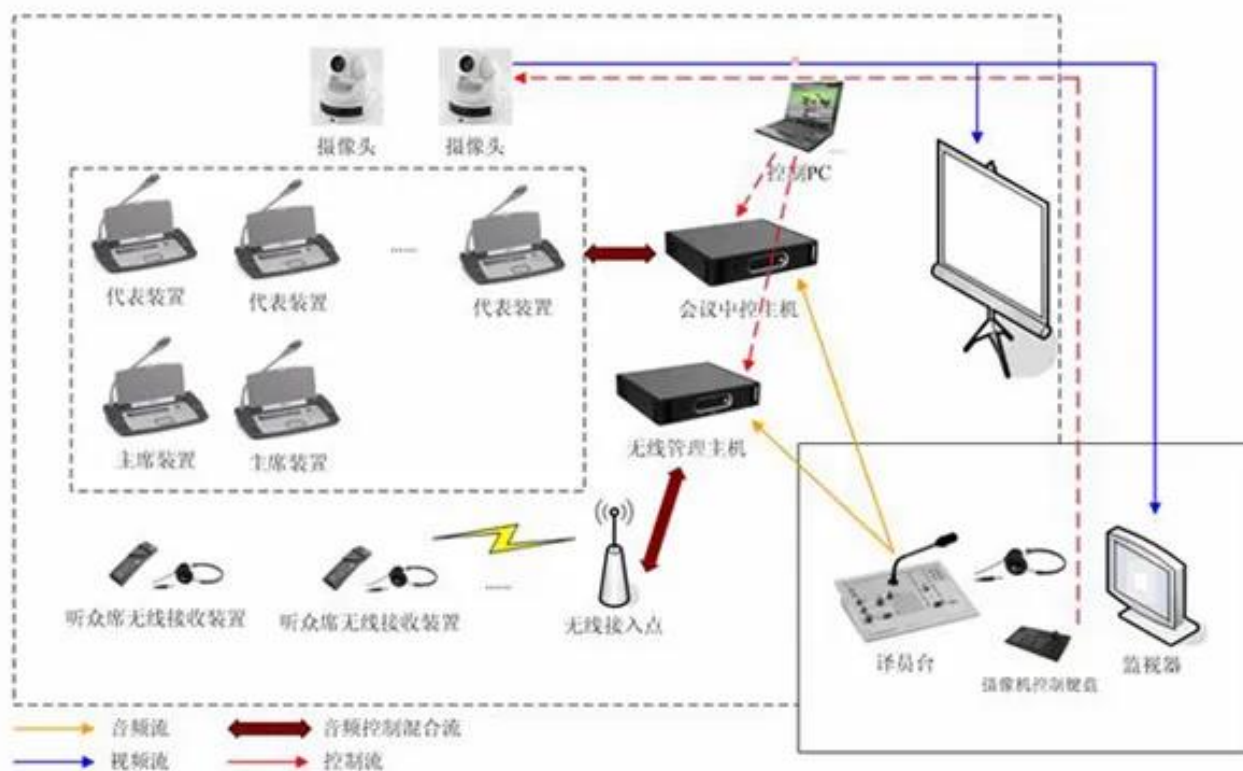 摄像头
摄像头
控制PC
代表装置
代表装置
......
代表装置
会议中控主机
主席装置
主席装置
无线管理主机
听众席无线接收装置
听众席无线接收装置
......
无线接入点
译员台
摄像机控制键盘
监视器
音频流
音频控制混合流
视频流
控制流